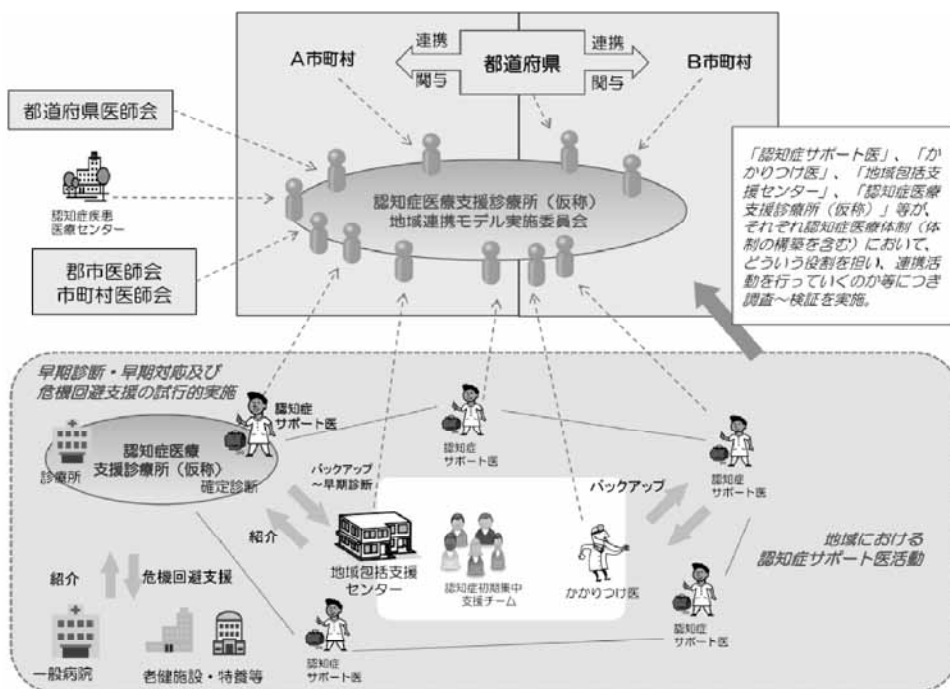 連携
都道府県
関与
連携
関与
A市町村
B市町村
都道府県医師会
認知症疾患
医療センター
郡市医師会
市町村医師会
認知症医療支援診療所(仮称)
地域連携モデル実施委員会
「認知症サポート医」、「か
かりつけ医」、「地域包括支
援センター」、「認知症医療
支援診療所(仮称)」等が、
それぞれ認知症医療体制(体
制の構築を含む)において、
どういう役割を担い、連携活
動を行っていくのか等につき
調査~検証を実施。
早期診断・早期対応及び
危機回避支援の試行的実施
認知症
サポート医
認知症医療
支援診療所(仮称)
診療所
確定診断
認知症
サポート医
認知症
サポート医
バックアップ
~早期診断
紹介
バックアップ
地域包括支援
センター
認知症初期集中
支援チーム
かかりつけ医
地域における
認知症サポート医活動
紹介
危機回避支援
一般病院
老健施設・特養等
認知症
サポート医
認知症
サポート医